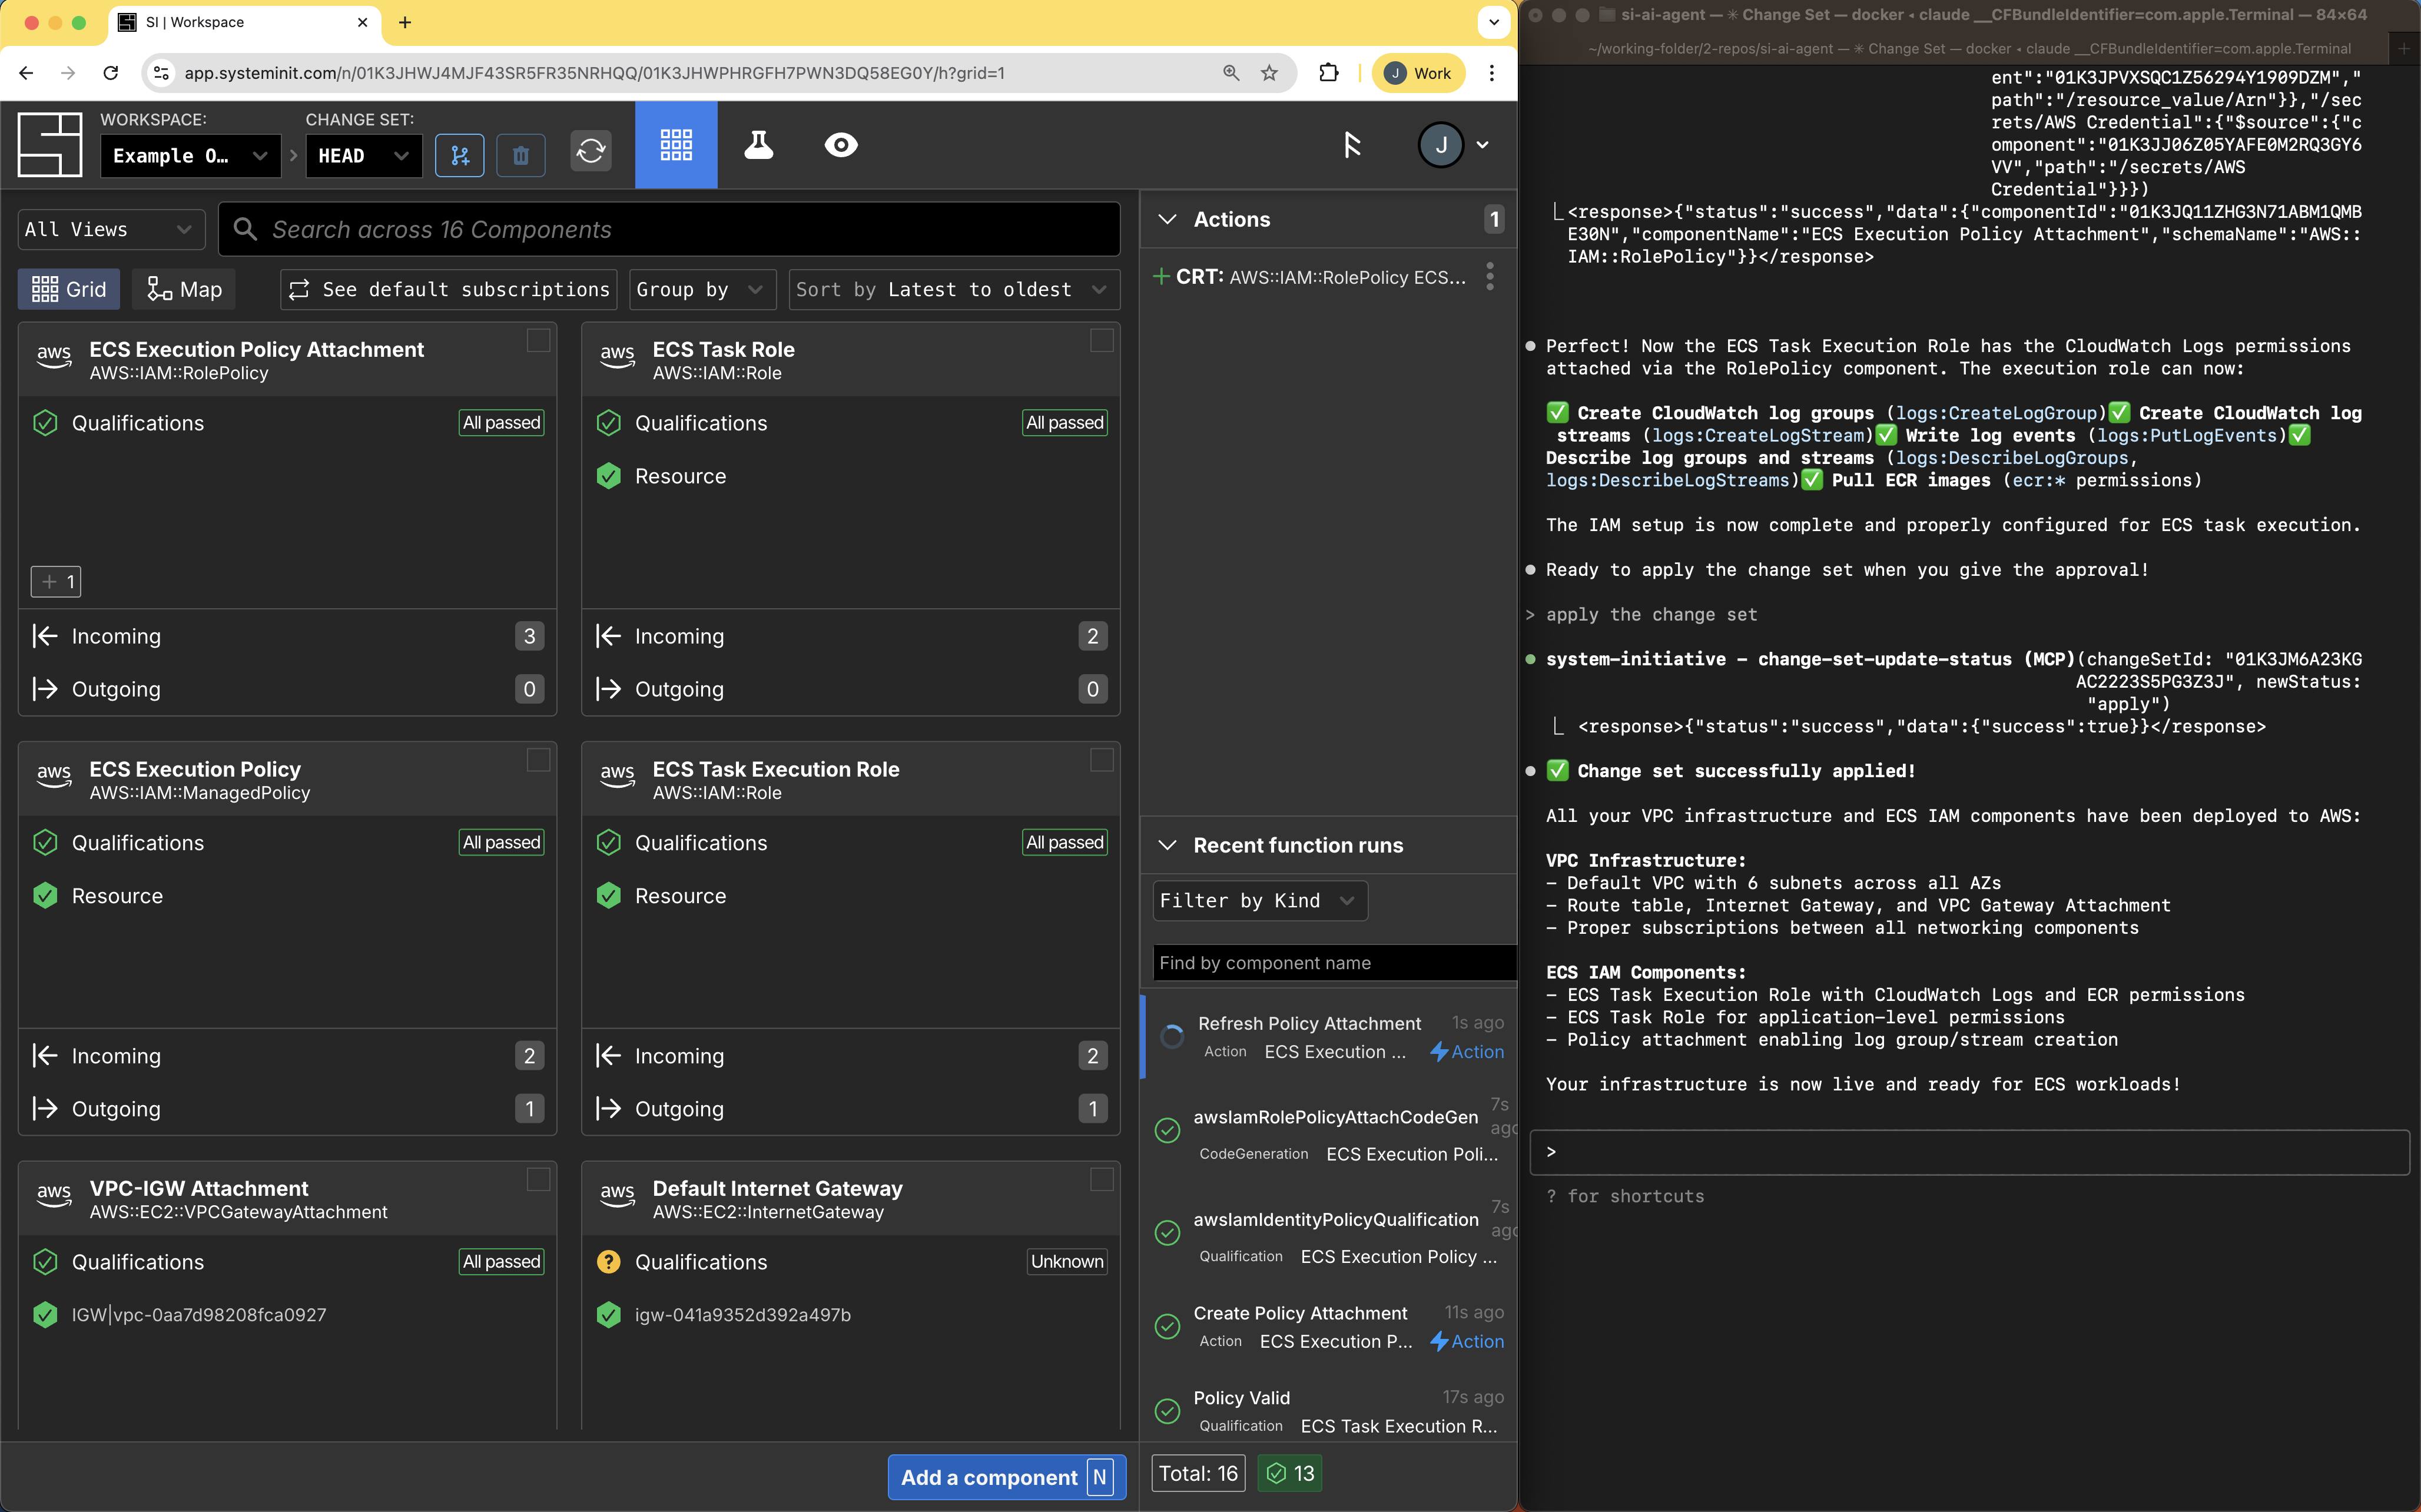 SI | Workspace
app.systeminit.com/n/01K3JHWJ4MJF43SR5FR35NRHQQ/01K3JHWPHRGFH7PWN3DQ58EG0Y/h?grid=1
J Work
WORKSPACE:
Example O...
CHANGE SET:
HEAD
J
All Views
Search across 16 Components
Grid
Map
See default subscriptions
Group by
Sort by Latest to oldest
aws
ECS Execution Policy Attachment
AWS::IAM::RolePolicy
Qualifications
All passed
+ 1
Incoming
3
Outgoing
0
aws
ECS Task Role
AWS::IAM::Role
Qualifications
All passed
Resource
Incoming
2
Outgoing
0
aws
ECS Execution Policy
AWS::IAM::ManagedPolicy
Qualifications
All passed
Resource
Incoming
2
Outgoing
1
aws
ECS Task Execution Role
AWS::IAM::Role
Qualifications
All passed
Resource
Incoming
2
Outgoing
1
aws
VPC-IGW Attachment
AWS::EC2::VPCGatewayAttachment
Qualifications
All passed
IGW|vpc-0aa7d98208fca0927
aws
Default Internet Gateway
AWS::EC2::InternetGateway
? Qualifications
Unknown
igw-041a9352d392a497b
Add a component N
Actions
1
+ CRT: AWS::IAM::RolePolicy ECS...
Recent function runs
Filter by Kind
Find by component name
Refresh Policy Attachment 1s ago
Action ECS Execution ... Action
awsIamRolePolicyAttachCodeGen 7s ago
CodeGeneration ECS Execution Poli...
awsIamIdentityPolicyQualification 7s ago
Qualification ECS Execution Policy ...
Create Policy Attachment 11s ago
Action ECS Execution P... Action
Policy Valid 17s ago
Qualification ECS Task Execution R...
Total: 16
13
si-ai-agent — ✳ Change Set — docker ◂ claude __CFBundleIdentifier=com.apple.Terminal — 84×64
~/working-folder/2-repos/si-ai-agent — ✳ Change Set — docker ◂ claude __CFBundleIdentifier=com.apple.Terminal
ent":"01K3JPVXSQC1Z56294Y1909DZM","
path":"/resource_value/Arn"}},"/sec
rets/AWS Credential":{"$source":{"c
omponent":"01K3JJ06Z05YAFE0M2RQ3GY6
VV","path":"/secrets/AWS
Credential"}}})
⎿ <response>{"status":"success","data":{"componentId":"01K3JQ11ZHG3N71ABM1QMB
E30N","componentName":"ECS Execution Policy Attachment","schemaName":"AWS::
IAM::RolePolicy"}}</response>
● Perfect! Now the ECS Task Execution Role has the CloudWatch Logs permissions
attached via the RolePolicy component. The execution role can now:
✅ Create CloudWatch log groups (logs:CreateLogGroup)✅ Create CloudWatch log
streams (logs:CreateLogStream)✅ Write log events (logs:PutLogEvents)✅
Describe log groups and streams (logs:DescribeLogGroups,
logs:DescribeLogStreams)✅ Pull ECR images (ecr:* permissions)
The IAM setup is now complete and properly configured for ECS task execution.
● Ready to apply the change set when you give the approval!
> apply the change set
● system-initiative - change-set-update-status (MCP)(changeSetId: "01K3JM6A23KG
AC2223S5PG3Z3J", newStatus:
"apply")
⎿ <response>{"status":"success","data":{"success":true}}</response>
● ✅ Change set successfully applied!
All your VPC infrastructure and ECS IAM components have been deployed to AWS:
VPC Infrastructure:
- Default VPC with 6 subnets across all AZs
- Route table, Internet Gateway, and VPC Gateway Attachment
- Proper subscriptions between all networking components
ECS IAM Components:
- ECS Task Execution Role with CloudWatch Logs and ECR permissions
- ECS Task Role for application-level permissions
- Policy attachment enabling log group/stream creation
Your infrastructure is now live and ready for ECS workloads!
>
? for shortcuts